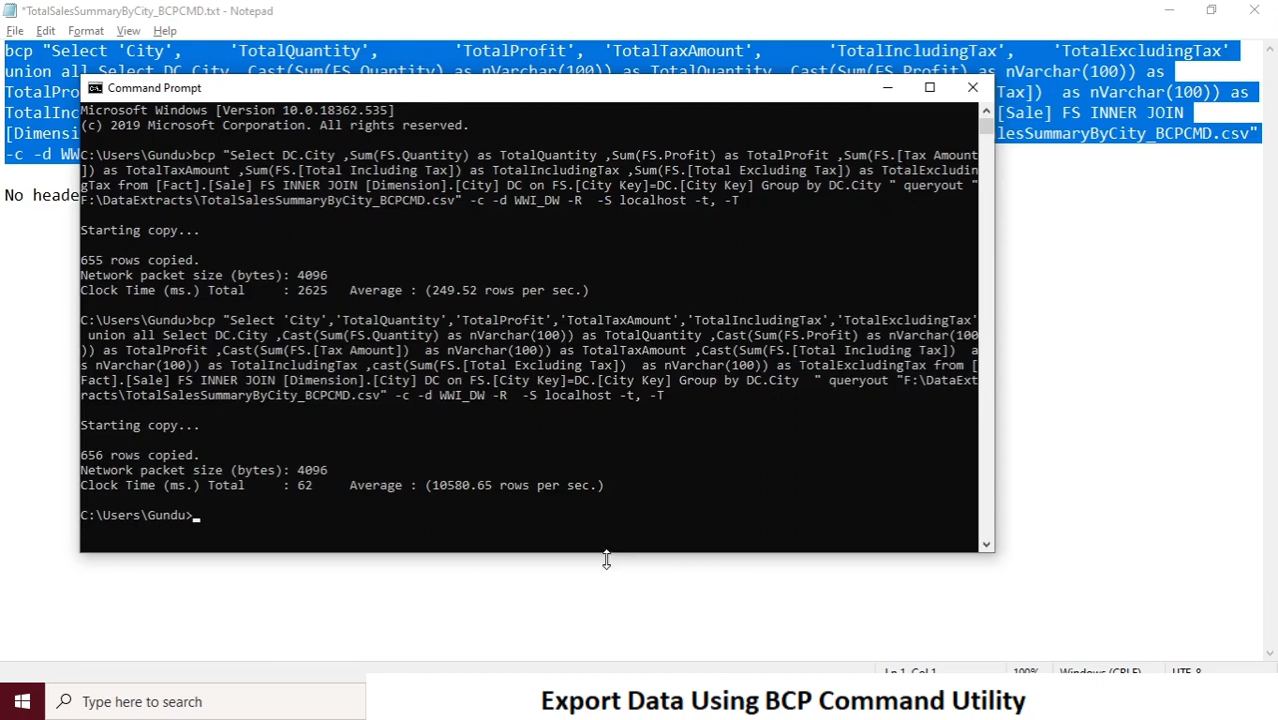 *TotalSalesSummaryByCity_BCPCMD.txt - Notepad
File Edit Format View Help
bcp "Select 'City', 'TotalQuantity', 'TotalProfit', 'TotalTaxAmount', 'TotalIncludingTax', 'TotalExcludingTax'
union all Select DC.City ,Cast(Sum(FS.Quantity) as nVarchar(100)) as TotalQuantity ,Cast(Sum(FS.Profit) as nVarchar(100)) as
TotalPro Tax]) as nVarchar(100)) as
TotalInc [Sale] FS INNER JOIN
[Dimensi lesSummaryByCity_BCPCMD.csv"
-c -d WW
No heade
Command Prompt
Microsoft Windows [Version 10.0.18362.535]
(c) 2019 Microsoft Corporation. All rights reserved.
C:\Users\Gundu>bcp "Select DC.City ,Sum(FS.Quantity) as TotalQuantity ,Sum(FS.Profit) as TotalProfit ,Sum(FS.[Tax Amount
]) as TotalTaxAmount ,Sum(FS.[Total Including Tax]) as TotalIncludingTax ,Sum(FS.[Total Excluding Tax]) as TotalExcludin
gTax from [Fact].[Sale] FS INNER JOIN [Dimension].[City] DC on FS.[City Key]=DC.[City Key] Group by DC.City " queryout "
F:\DataExtracts\TotalSalesSummaryByCity_BCPCMD.csv" -c -d WWI_DW -R  -S localhost -t, -T
Starting copy...
655 rows copied.
Network packet size (bytes): 4096
Clock Time (ms.) Total     : 2625   Average : (249.52 rows per sec.)
C:\Users\Gundu>bcp "Select 'City','TotalQuantity','TotalProfit','TotalTaxAmount','TotalIncludingTax','TotalExcludingTax'
union all Select DC.City ,Cast(Sum(FS.Quantity) as nVarchar(100)) as TotalQuantity ,Cast(Sum(FS.Profit) as nVarchar(100
)) as TotalProfit ,Cast(Sum(FS.[Tax Amount])  as nVarchar(100)) as TotalTaxAmount ,Cast(Sum(FS.[Total Including Tax])  a
s nVarchar(100)) as TotalIncludingTax ,cast(Sum(FS.[Total Excluding Tax])  as nVarchar(100)) as TotalExcludingTax from [
Fact].[Sale] FS INNER JOIN [Dimension].[City] DC on FS.[City Key]=DC.[City Key] Group by DC.City  " queryout "F:\DataExt
racts\TotalSalesSummaryByCity_BCPCMD.csv" -c -d WWI_DW -R  -S localhost -t, -T
Starting copy...
656 rows copied.
Network packet size (bytes): 4096
Clock Time (ms.) Total     : 62     Average : (10580.65 rows per sec.)
C:\Users\Gundu>
Ln 1, Col 1 100% Windows (CRLF) UTF-8
Type here to search
Export Data Using BCP Command Utility